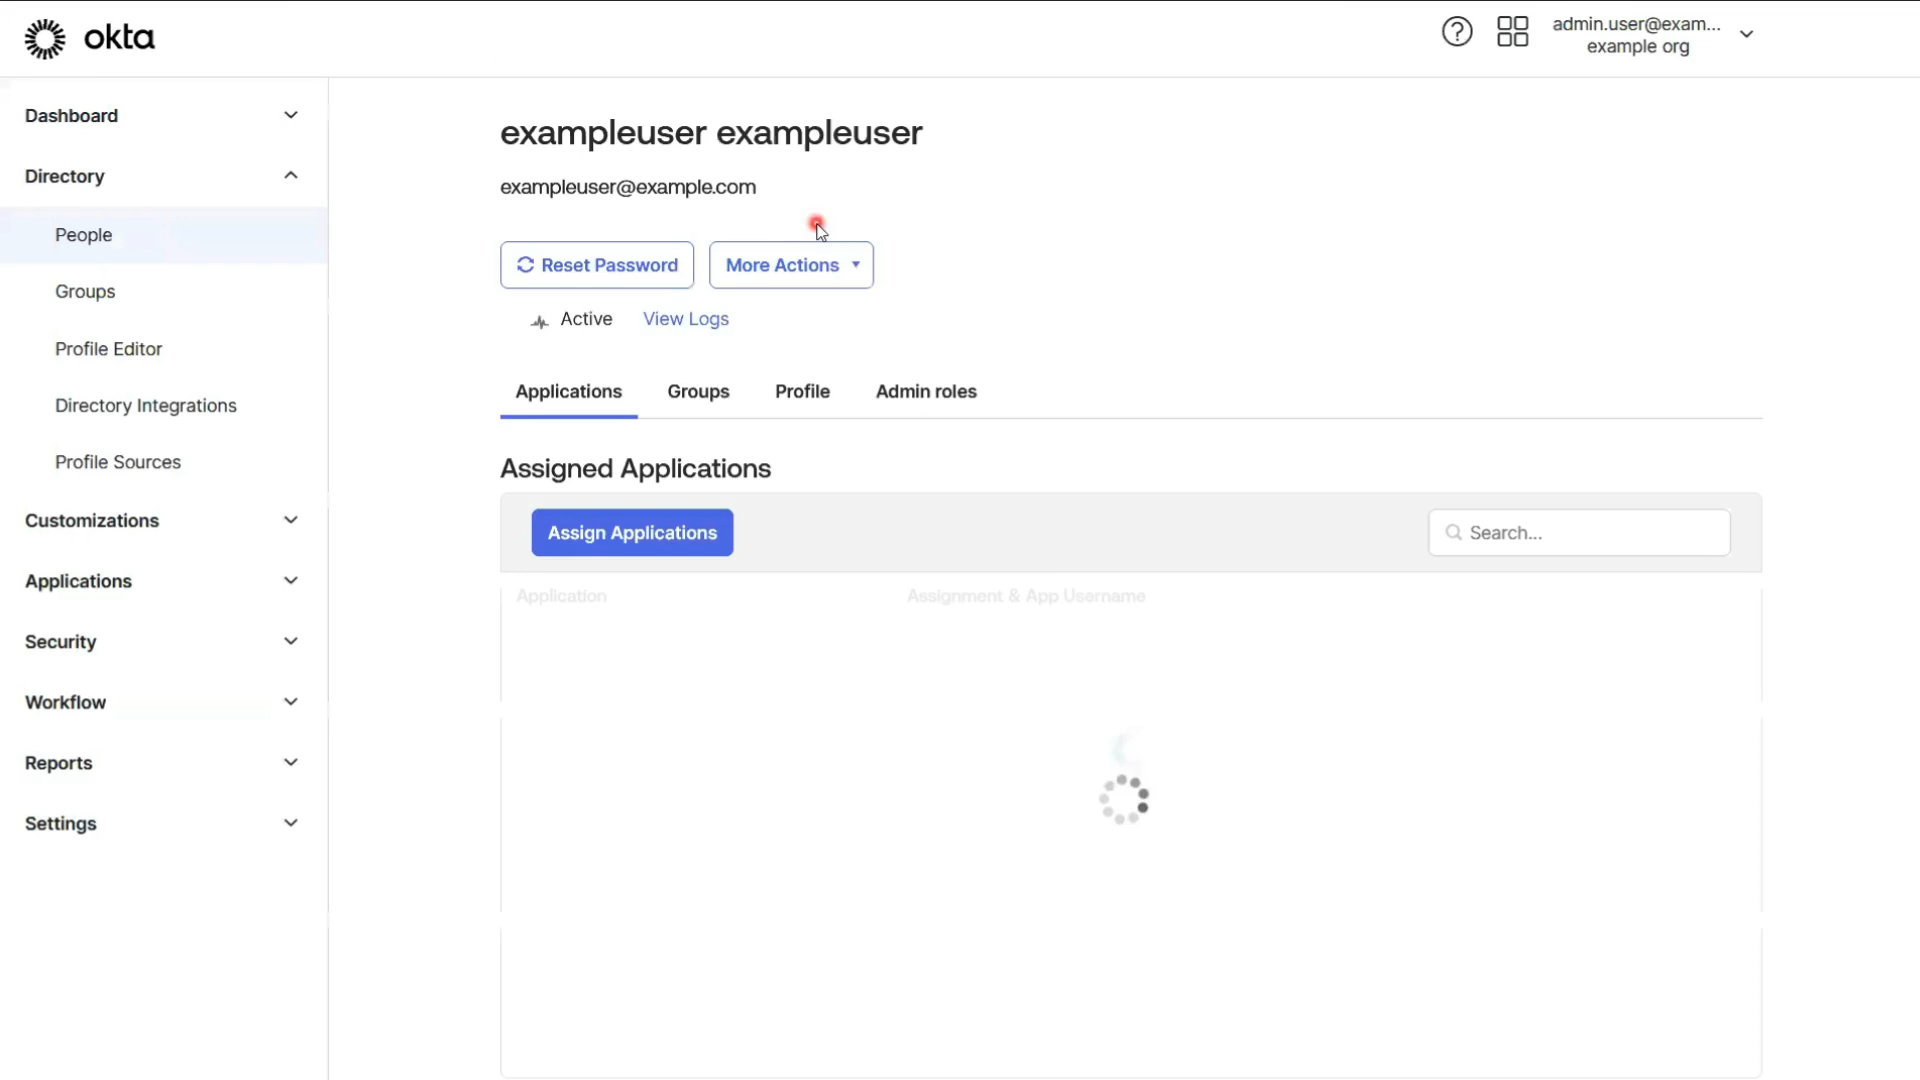 okta
admin.user@exam...
example org
Dashboard
Directory
People
Groups
Profile Editor
Directory Integrations
Profile Sources
Customizations
Applications
Security
Workflow
Reports
Settings
exampleuser exampleuser
exampleuser@example.com
Reset Password
More Actions
Active
View Logs
Applications
Groups
Profile
Admin roles
Assigned Applications
Assign Applications
Search...
Application
Assignment & App Username